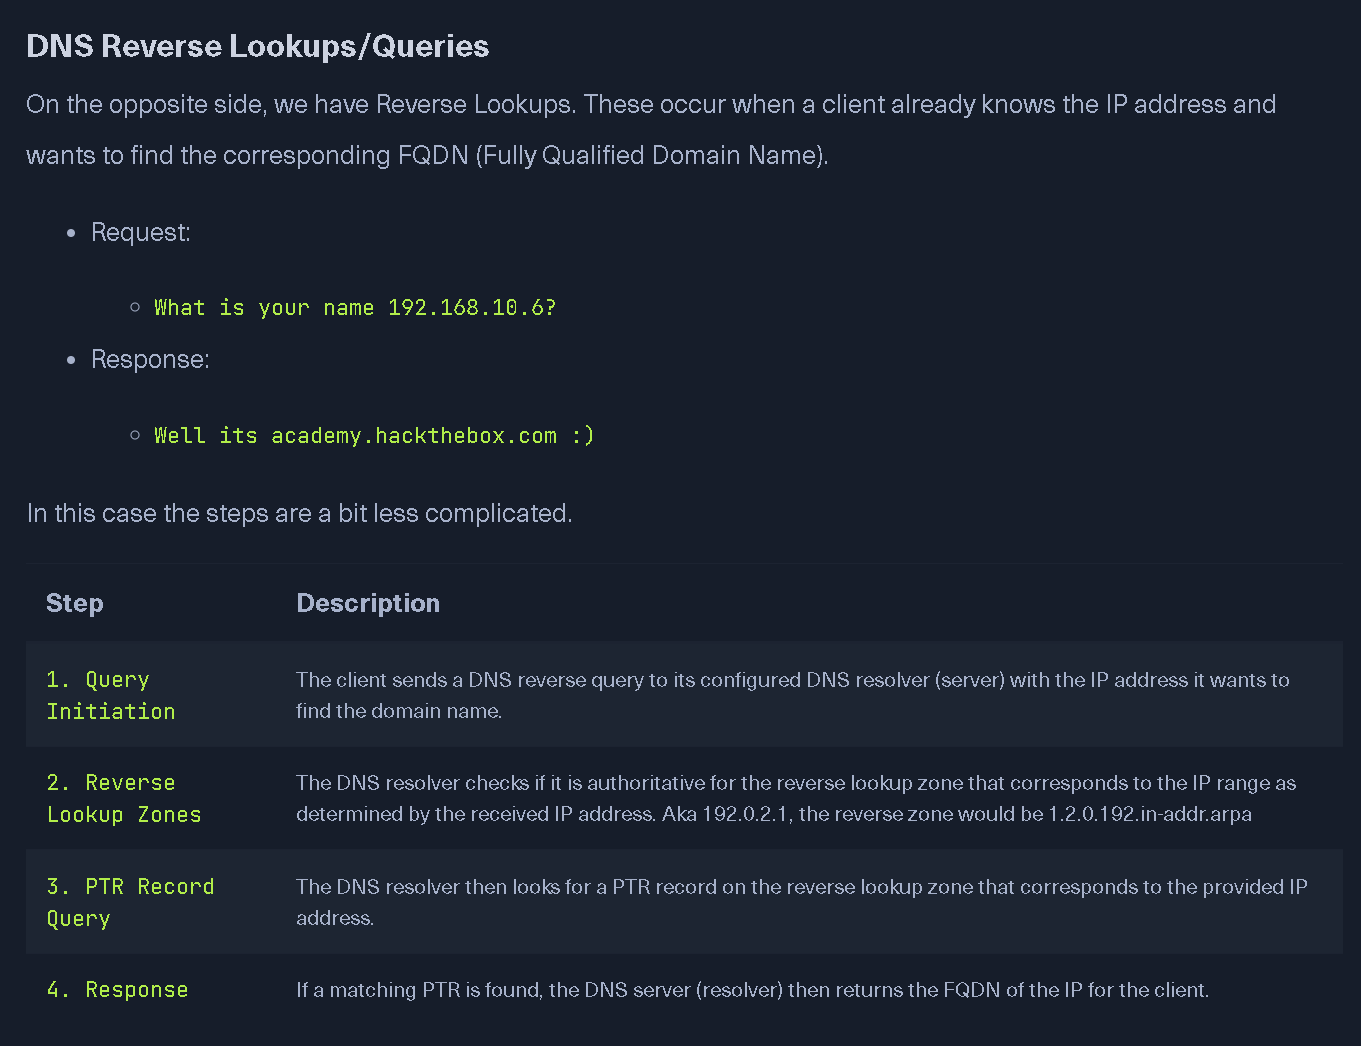 DNS Reverse Lookups/Queries
On the opposite side, we have Reverse Lookups. These occur when a client already knows the IP address and
wants to find the corresponding FQDN (Fully Qualified Domain Name).
Request:
What is your name 192.168.10.6?
Response:
Well its academy.hackthebox.com :)
In this case the steps are a bit less complicated.
Step Description
1. Query
Initiation
The client sends a DNS reverse query to its configured DNS resolver (server) with the IP address it wants to
find the domain name.
2. Reverse
Lookup Zones
The DNS resolver checks if it is authoritative for the reverse lookup zone that corresponds to the IP range as
determined by the received IP address. Aka 192.0.2.1, the reverse zone would be 1.2.0.192.in-addr.arpa
3. PTR Record
Query
The DNS resolver then looks for a PTR record on the reverse lookup zone that corresponds to the provided IP
address.
4. Response
If a matching PTR is found, the DNS server (resolver) then returns the FQDN of the IP for the client.